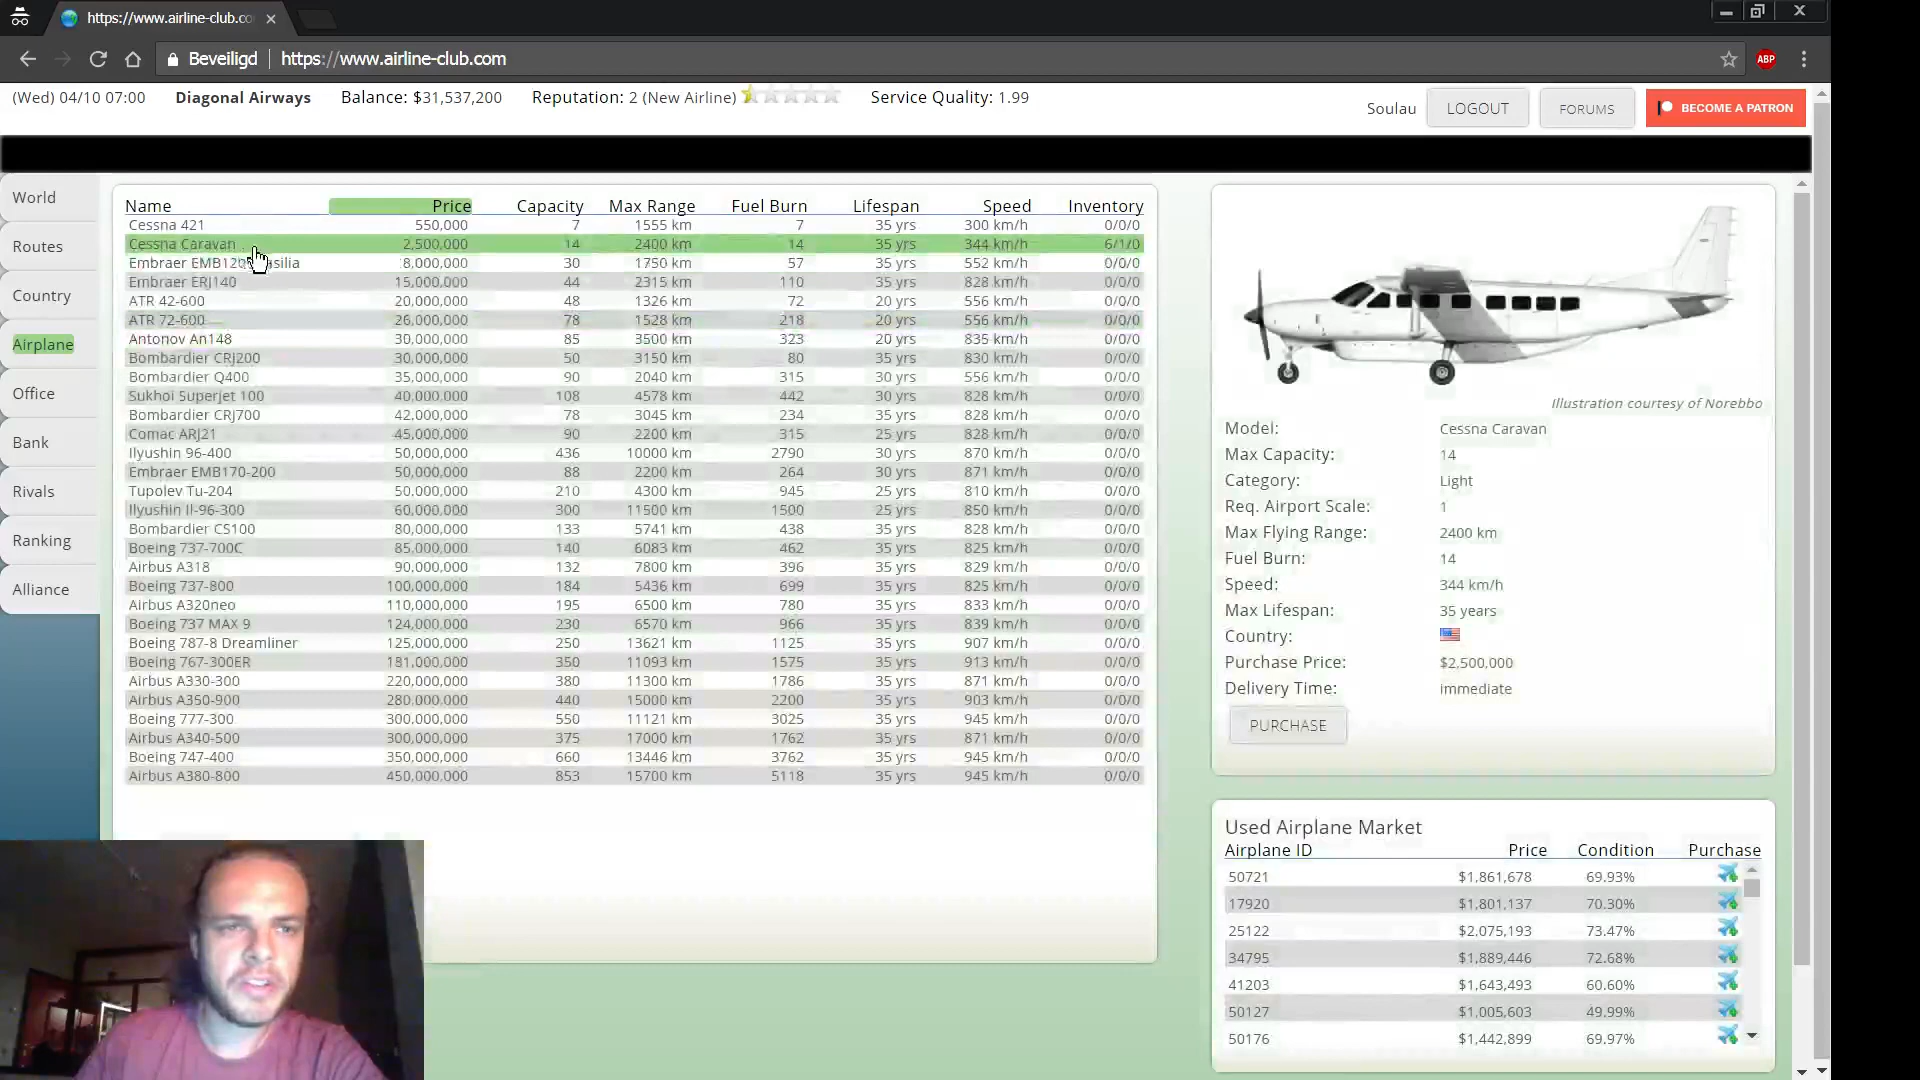 https://www.airline-club.co
Beveiligd https://www.airline-club.com
ABP
(Wed) 04/10 07:00 Diagonal Airways Balance: $31,537,200 Reputation: 2 (New Airline) Service Quality: 1.99
Soulau LOGOUT FORUMS BECOME A PATRON
World
Routes
Country
Airplane
Office
Bank
Rivals
Ranking
Alliance
Name Price Capacity Max Range Fuel Burn Lifespan Speed Inventory
Cessna 421 550,000 7 1555 km 7 35 yrs 300 km/h 0/0/0
Cessna Caravan 2,500,000 14 2400 km 14 35 yrs 344 km/h 6/1/0
Embraer 8,000,000 30 1750 km 57 35 yrs 552 km/h 0/0/0
Embraer ERJ140 15,000,000 44 2315 km 110 35 yrs 828 km/h 0/0/0
ATR 42-600 20,000,000 48 1326 km 72 20 yrs 556 km/h 0/0/0
ATR 72-600 26,000,000 78 1528 km 218 20 yrs 556 km/h 0/0/0
Antonov An148 30,000,000 85 3500 km 323 20 yrs 835 km/h 0/0/0
Bombardier CRJ200 30,000,000 50 3150 km 80 35 yrs 830 km/h 0/0/0
Bombardier Q400 35,000,000 90 2040 km 315 30 yrs 556 km/h 0/0/0
Sukhoi Superjet 100 40,000,000 108 4578 km 442 30 yrs 828 km/h 0/0/0
Bombardier CRJ700 42,000,000 78 3045 km 234 35 yrs 828 km/h 0/0/0
Comac ARJ21 45,000,000 90 2200 km 315 25 yrs 828 km/h 0/0/0
Ilyushin 96-400 50,000,000 436 10000 km 2790 30 yrs 870 km/h 0/0/0
Embraer EMB170-200 50,000,000 88 2200 km 264 30 yrs 871 km/h 0/0/0
Tupolev Tu-204 50,000,000 210 4300 km 945 25 yrs 810 km/h 0/0/0
Ilyushin Il-96-300 60,000,000 300 11500 km 1500 25 yrs 850 km/h 0/0/0
Bombardier CS100 80,000,000 133 5741 km 438 35 yrs 828 km/h 0/0/0
Boeing 737-700C 85,000,000 140 6083 km 462 35 yrs 825 km/h 0/0/0
Airbus A318 90,000,000 132 7800 km 396 35 yrs 829 km/h 0/0/0
Boeing 737-800 100,000,000 184 5436 km 699 35 yrs 825 km/h 0/0/0
Airbus A320neo 110,000,000 195 6500 km 780 35 yrs 833 km/h 0/0/0
Boeing 737 MAX 9 124,000,000 230 6570 km 966 35 yrs 839 km/h 0/0/0
Boeing 787-8 Dreamliner 125,000,000 250 13621 km 1125 35 yrs 907 km/h 0/0/0
Boeing 767-300ER 181,000,000 350 11093 km 1575 35 yrs 913 km/h 0/0/0
Airbus A330-300 220,000,000 380 11300 km 1786 35 yrs 871 km/h 0/0/0
Airbus A350-900 280,000,000 440 15000 km 2200 35 yrs 903 km/h 0/0/0
Boeing 777-300 300,000,000 550 11121 km 3025 35 yrs 945 km/h 0/0/0
Airbus A340-500 300,000,000 375 17000 km 1762 35 yrs 871 km/h 0/0/0
Boeing 747-400 350,000,000 660 13446 km 3762 35 yrs 945 km/h 0/0/0
Airbus A380-800 450,000,000 853 15700 km 5118 35 yrs 945 km/h 0/0/0
Illustration courtesy of Norebbo
Model: Cessna Caravan
Max Capacity: 14
Category: Light
Req. Airport Scale: 1
Max Flying Range: 2400 km
Fuel Burn: 14
Speed: 344 km/h
Max Lifespan: 35 years
Country:
Purchase Price: $2,500,000
Delivery Time: immediate
PURCHASE
Used Airplane Market
Airplane ID Price Condition Purchase
50721 $1,861,678 69.93%
17920 $1,801,137 70.30%
25122 $2,075,193 73.47%
34795 $1,889,446 72.68%
41203 $1,643,493 60.60%
50127 $1,005,603 49.99%
50176 $1,442,899 69.97%